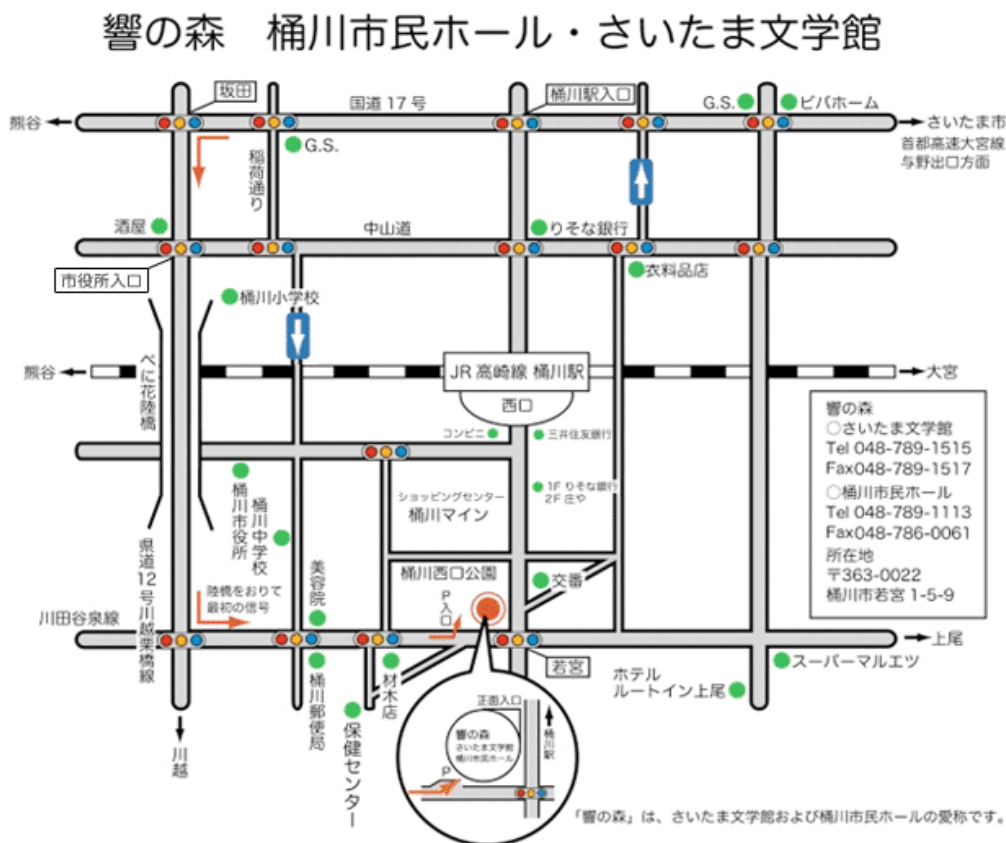 響の森　桶川市民ホール・さいたま文学館
坂田
国道17号
桶川駅入口
G.S.
ビバホーム
熊谷
さいたま市
首都高速大宮線
与野出口方面
G.S.
稲荷通り
酒屋
中山道
りそな銀行
市役所入口
衣料品店
桶川小学校
べに花陸橋
熊谷
JR 高崎線 桶川駅
西口
大宮
コンビニ
三井住友銀行
響の森
○さいたま文学館
Tel 048-789-1515
Fax048-789-1517
○桶川市民ホール
Tel 048-789-1113
Fax048-786-0061
所在地
〒363-0022
桶川市若宮 1-5-9
桶川市役所
桶川中学校
ショッピングセンター
桶川マイン
1F りそな銀行
2F 庄や
県道12号川越栗橋線
美容院
桶川西口公園
交番
陸橋をおりて
最初の信号
P入口
川田谷泉線
上尾
若宮
スーパーマルエツ
ホテル
ルートイン上尾
川越
桶川郵便局
保健センター
材木店
正面入口
響の森
さいたま文学館
桶川市民ホール
桶川駅
P
「響の森」は、さいたま文学館および桶川市民ホールの愛称です。